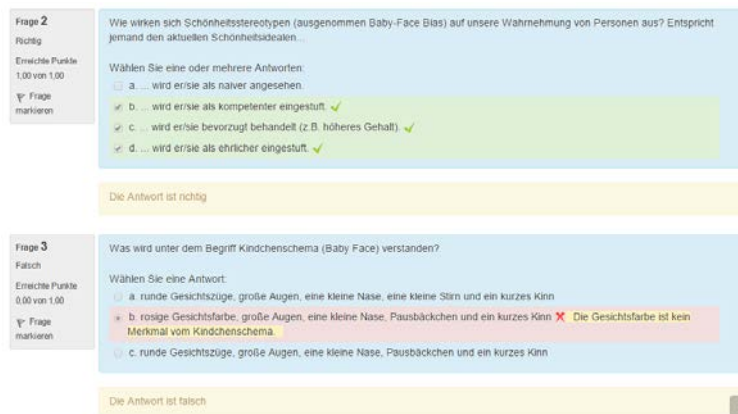 Frage 2
Richtig
Erreichte Punkte
1,00 von 1,00
Frage
markieren
Wie wirken sich Schönheitsstereotypen (ausgenommen Baby-Face Bias) auf unsere Wahrnehmung von Personen aus? Entspricht
jemand den aktuellen Schönheitsidealen...
Wählen Sie eine oder mehrere Antworten:
a. ... wird er/sie als naiver angesehen.
b. ... wird er/sie als kompetenter eingestuft.
c. ... wird er/sie bevorzugt behandelt (z.B. höheres Gehalt).
d. ... wird er/sie als ehrlicher eingestuft.
Die Antwort ist richtig
Frage 3
Falsch
Erreichte Punkte
0,00 von 1,00
Frage
markieren
Was wird unter dem Begriff Kindchenschema (Baby Face) verstanden?
Wählen Sie eine Antwort:
a. runde Gesichtszüge, große Augen, eine kleine Nase, eine kleine Stirn und ein kurzes Kinn
b. rosige Gesichtsfarbe, große Augen, eine kleine Nase, Pausbäckchen und ein kurzes Kinn Die Gesichtsfarbe ist kein
Merkmal vom Kindchenschema.
c. runde Gesichtszüge, große Augen, eine kleine Nase, Pausbäckchen und ein kurzes Kinn
Die Antwort ist falsch